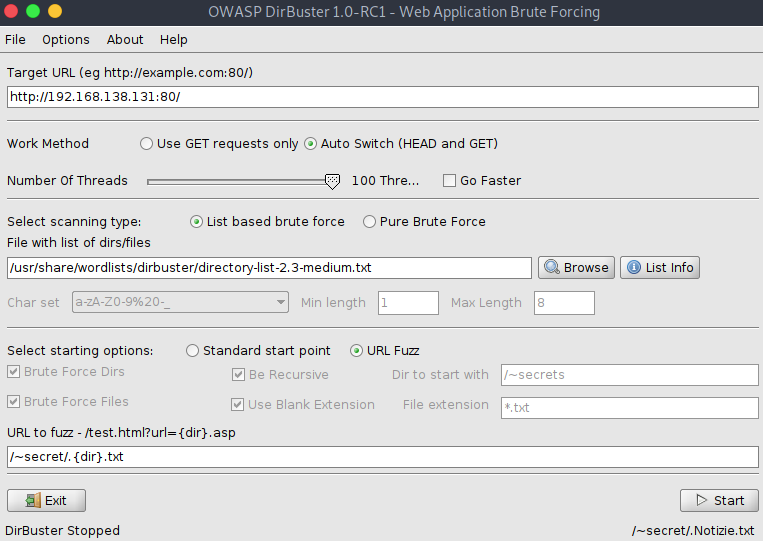 OWASP DirBuster 1.0-RC1 - Web Application Brute Forcing
File Options About Help
Target URL (eg http://example.com:80/)
http://192.168.138.131:80/
Work Method Use GET requests only Auto Switch (HEAD and GET)
Number Of Threads 100 Thre... Go Faster
Select scanning type: List based brute force Pure Brute Force
File with list of dirs/files
/usr/share/wordlists/dirbuster/directory-list-2.3-medium.txt Browse List Info
Char set a-zA-Z0-9%20-_ Min length 1 Max Length 8
Select starting options: Standard start point URL Fuzz
Brute Force Dirs Be Recursive Dir to start with /~secrets
Brute Force Files Use Blank Extension File extension *.txt
URL to fuzz - /test.html?url={dir}.asp
/~secret/.{dir}.txt
Exit Start
DirBuster Stopped /~secret/.Notizie.txt